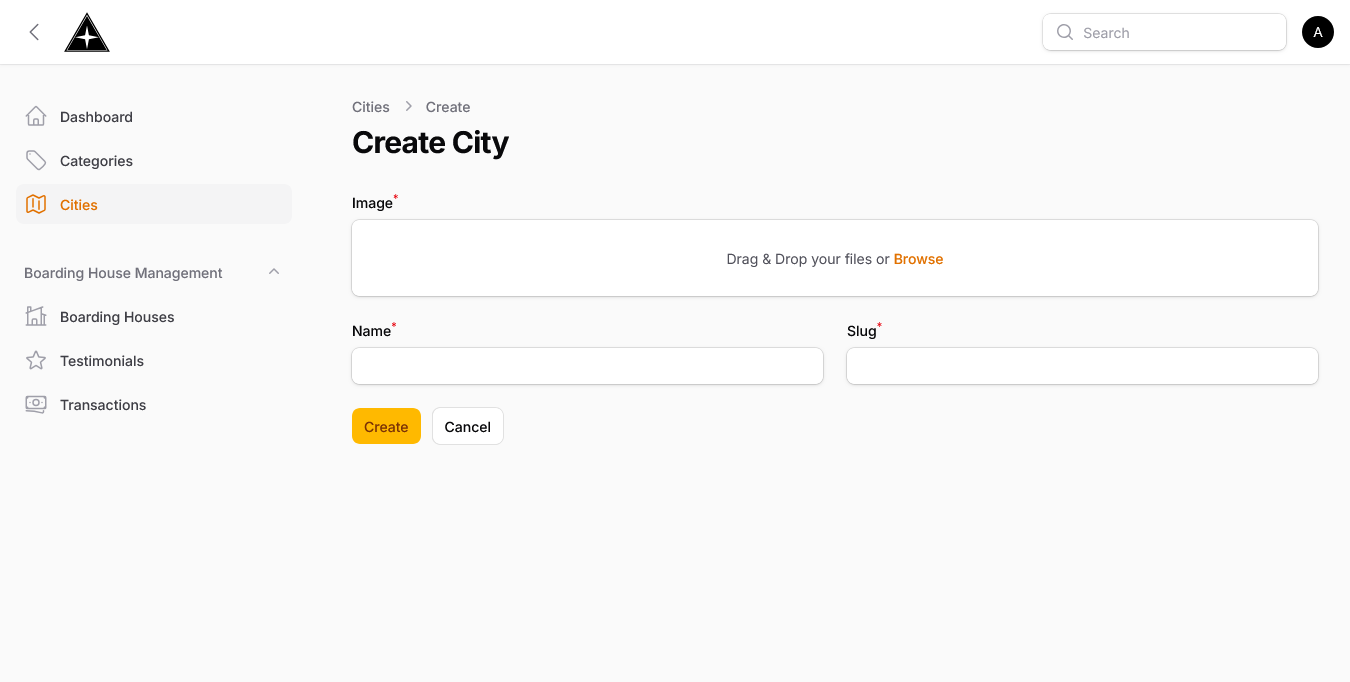 Search
A
Dashboard
Categories
Cities
Boarding House Management
Boarding Houses
Testimonials
Transactions
Cities > Create
Create City
Image*
Drag & Drop your files or Browse
Name* Slug*
Create Cancel